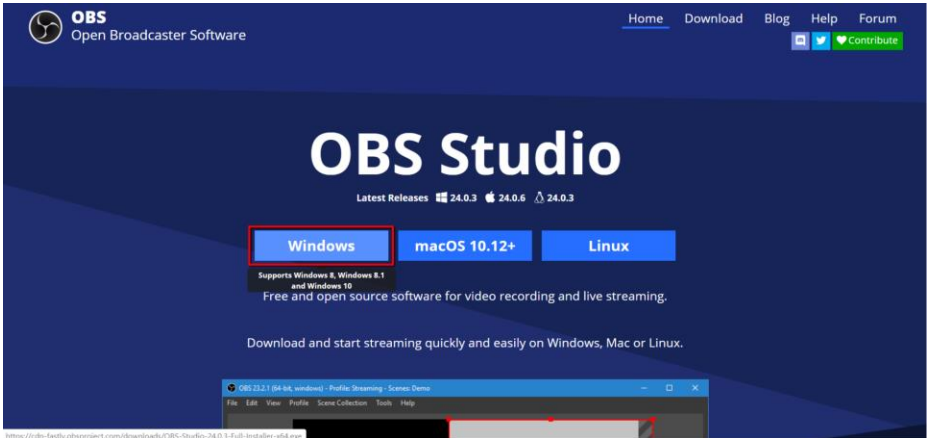 OBS
Open Broadcaster Software
Home Download Blog Help Forum
Contribute
OBS Studio
Latest Releases 24.0.3 24.0.6 24.0.3
Windows macOS 10.12+ Linux
Supports Windows 8, Windows 8.1
and Windows 10
Free and open source software for video recording and live streaming.
Download and start streaming quickly and easily on Windows, Mac or Linux.
OBS 23.2.1 (64-bit, windows) - Profile: Streaming - Scenes: Demo
File Edit View Profile Scene Collection Tools Help
https://cdn-fastly.obsproject.com/downloads/OBS-Studio-24.0.3-Full-Installer-x64.exe